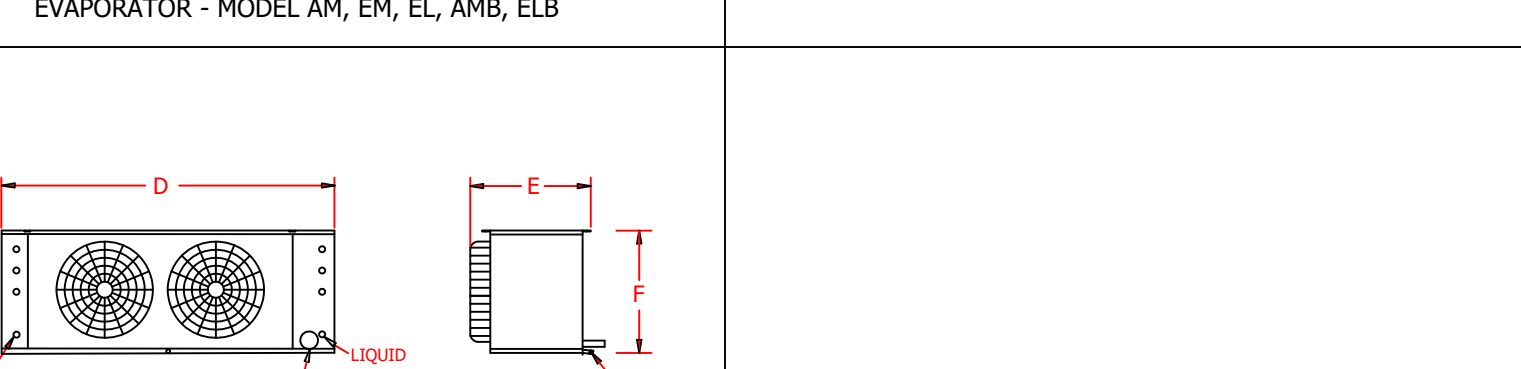 EVAPORATOR - MODEL AM, EM, EL, AMB, ELB
D
E
F
LIQUID